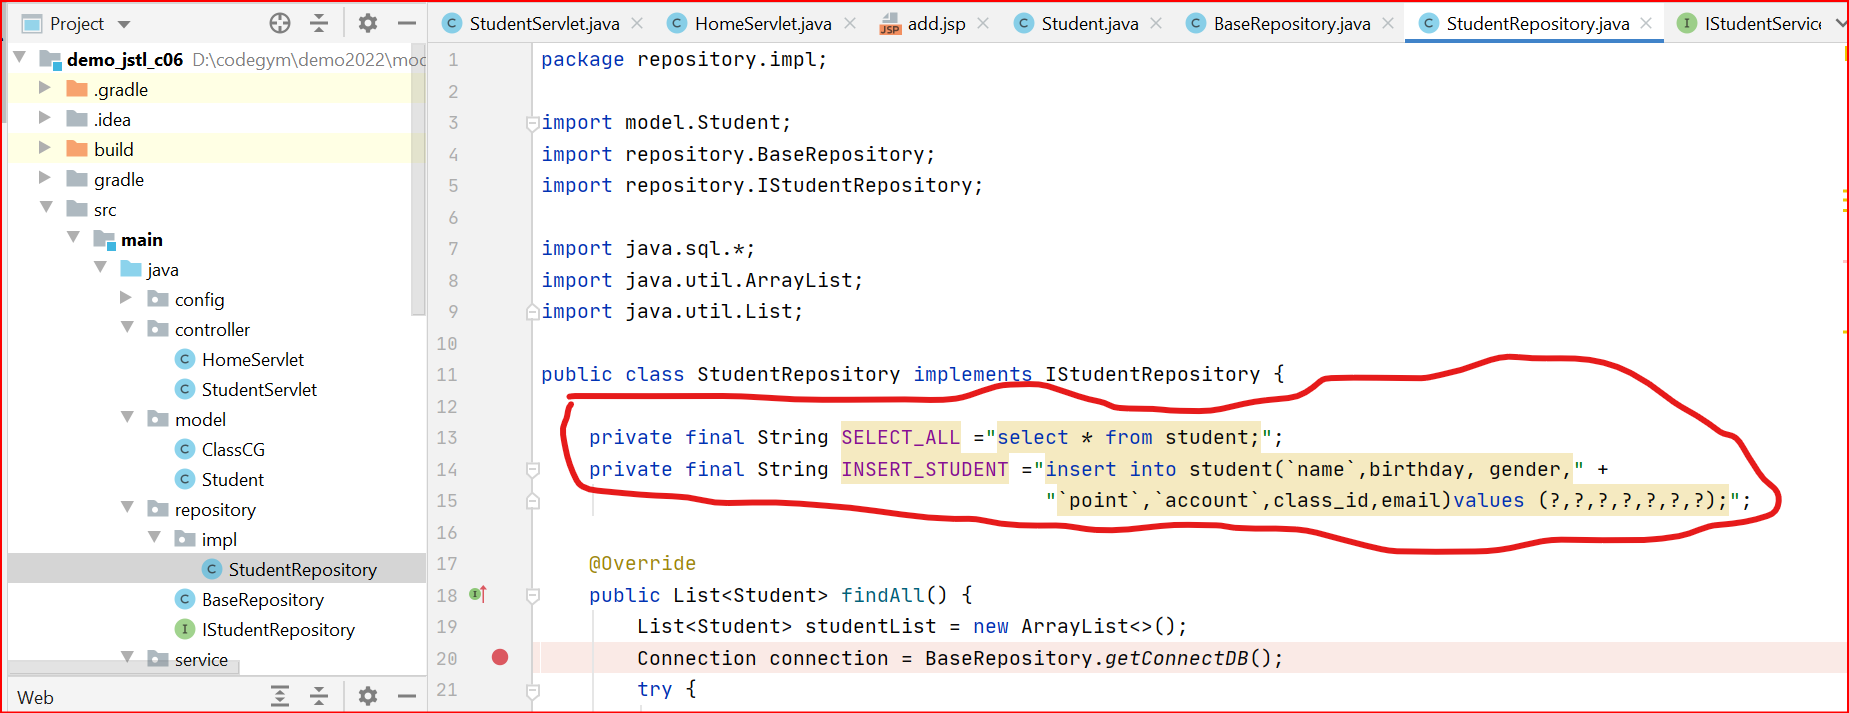 Project
StudentServlet.java
HomeServlet.java
add.jsp
Student.java
BaseRepository.java
StudentRepository.java
IStudentService
demo_jstl_c06 D:\codegym\demo2022\moc
.gradle
.idea
build
gradle
src
main
java
config
controller
HomeServlet
StudentServlet
model
ClassCG
Student
repository
impl
StudentRepository
BaseRepository
IStudentRepository
service
Web
1 package repository.impl;
2
3 import model.Student;
4 import repository.BaseRepository;
5 import repository.IStudentRepository;
6
7 import java.sql.*;
8 import java.util.ArrayList;
9 import java.util.List;
10
11 public class StudentRepository implements IStudentRepository {
12
13 private final String SELECT_ALL ="select * from student;";
14 private final String INSERT_STUDENT ="insert into student(`name`,birthday, gender," +
15 "`point`,`account`,class_id,email)values (?,?,?,?,?,?,?);";
16
17 @Override
18 public List<Student> findAll() {
19 List<Student> studentList = new ArrayList<>();
20 Connection connection = BaseRepository.getConnectDB();
21 try {